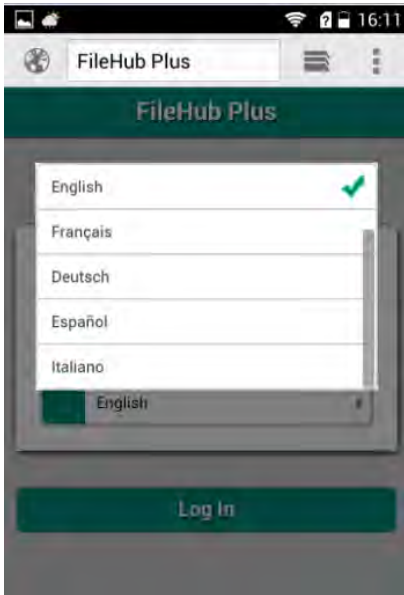 16:11
FileHub Plus
FileHub Plus
English
Français
Deutsch
Español
Italiano
English
Log In